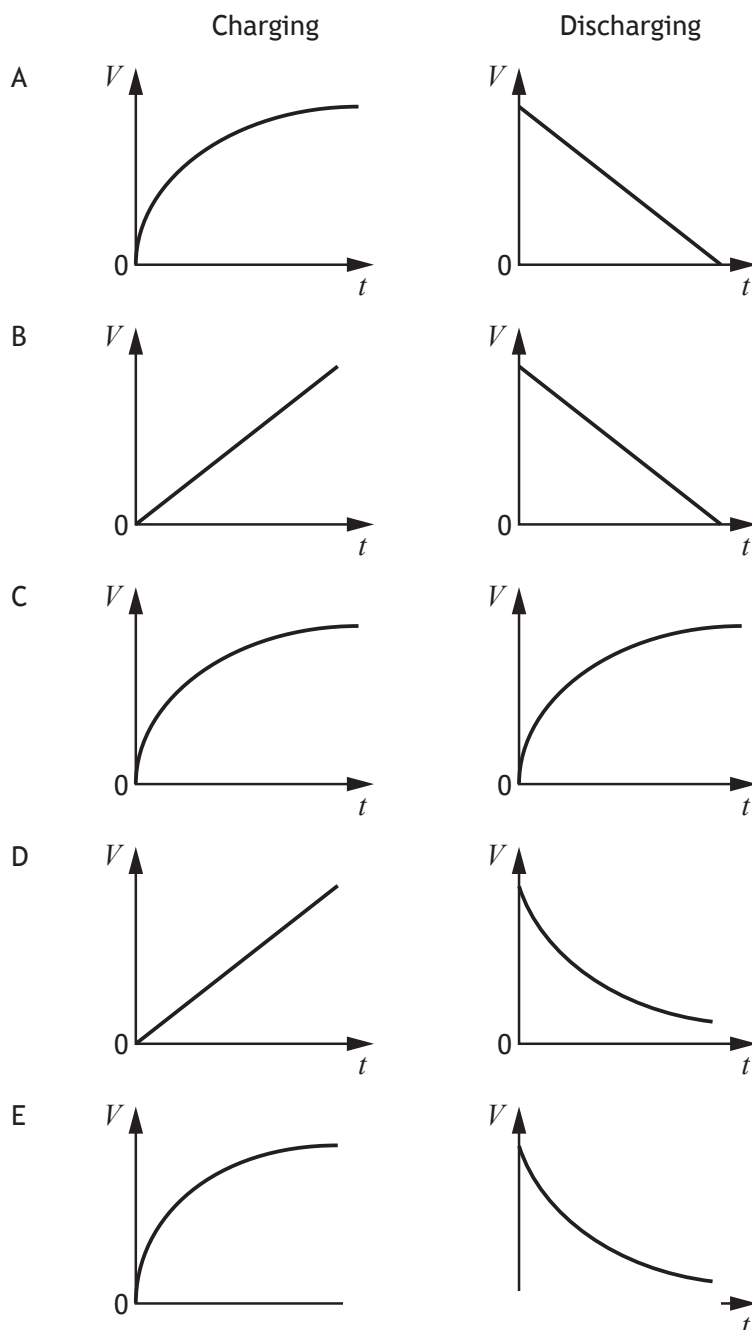 Charging Discharging
A V V
0 0
t t
B V V
0 0
t t
C V V
0 0
t t
D V V
0 0
t t
E V V
0
t